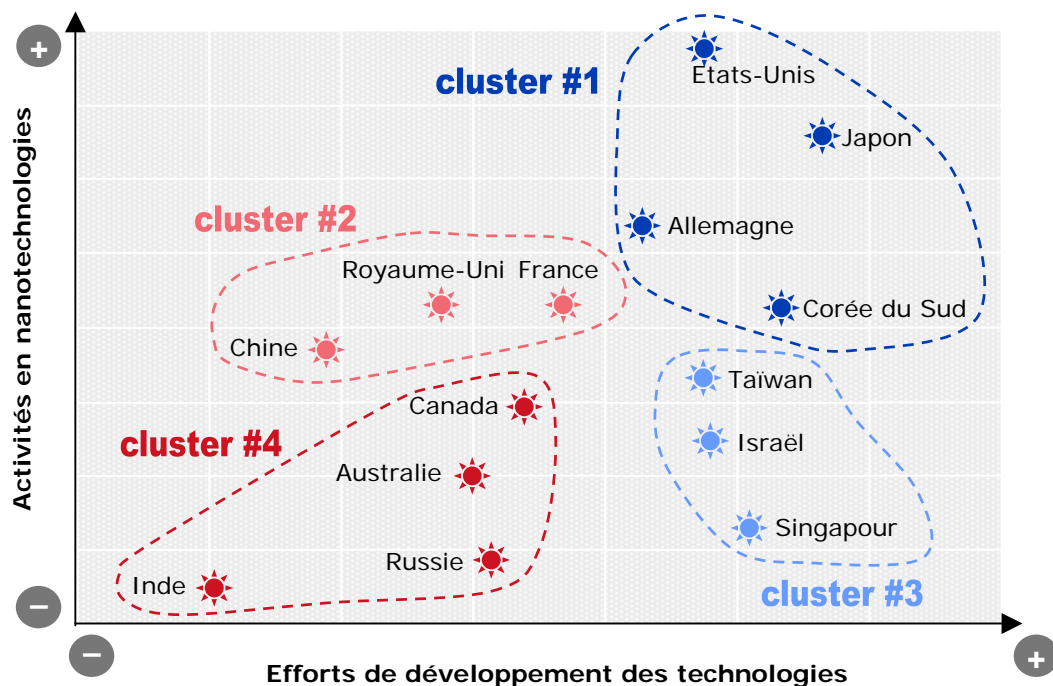 +
Etats-Unis
cluster #1
Japon
cluster #2
Allemagne
Royaume-Uni
France
Corée du Sud
Chine
Taïwan
Canada
cluster #4
Israël
Australie
Singapour
Russie
Inde
cluster #3
−
−
+
Activités en nanotechnologies
Efforts de développement des technologies